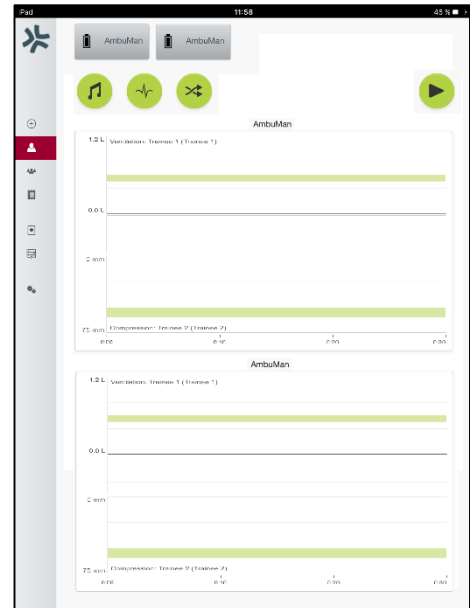 iPad 11:58 45 %
AmbuMan AmbuMan
AmbuMan
1.2 L Ventilation: Trainee 1 (Trainee 1)
0.0 L
0 mm
75 mm Compression: Trainee 2 (Trainee 2)
0:00 0:10 0:20 0:30
AmbuMan
1.2 L Ventilation: Trainee 1 (Trainee 1)
0.0 L
0 mm
75 mm Compression: Trainee 2 (Trainee 2)
0:00 0:10 0:20 0:30